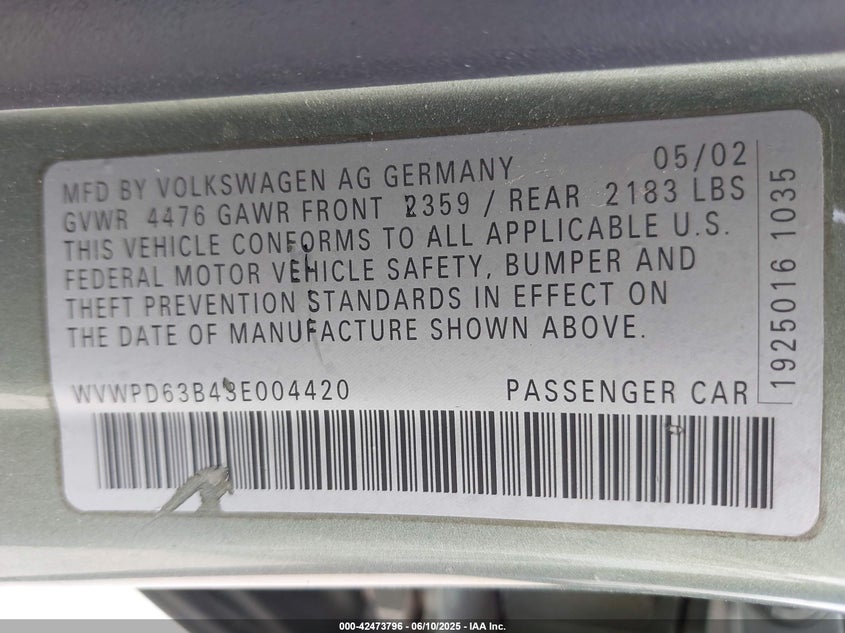 MFD BY VOLKSWAGEN AG GERMANY 05/02
GVWR 4476 GAWR FRONT 2359 / REAR 2183 LBS
THIS VEHICLE CONFORMS TO ALL APPLICABLE U.S.
FEDERAL MOTOR VEHICLE SAFETY, BUMPER AND
THEFT PREVENTION STANDARDS IN EFFECT ON
THE DATE OF MANUFACTURE SHOWN ABOVE.
WVWPD63B43E004420 PASSENGER CAR
1925016 1035
000-42473796 - 06/10/2025 - IAA Inc.